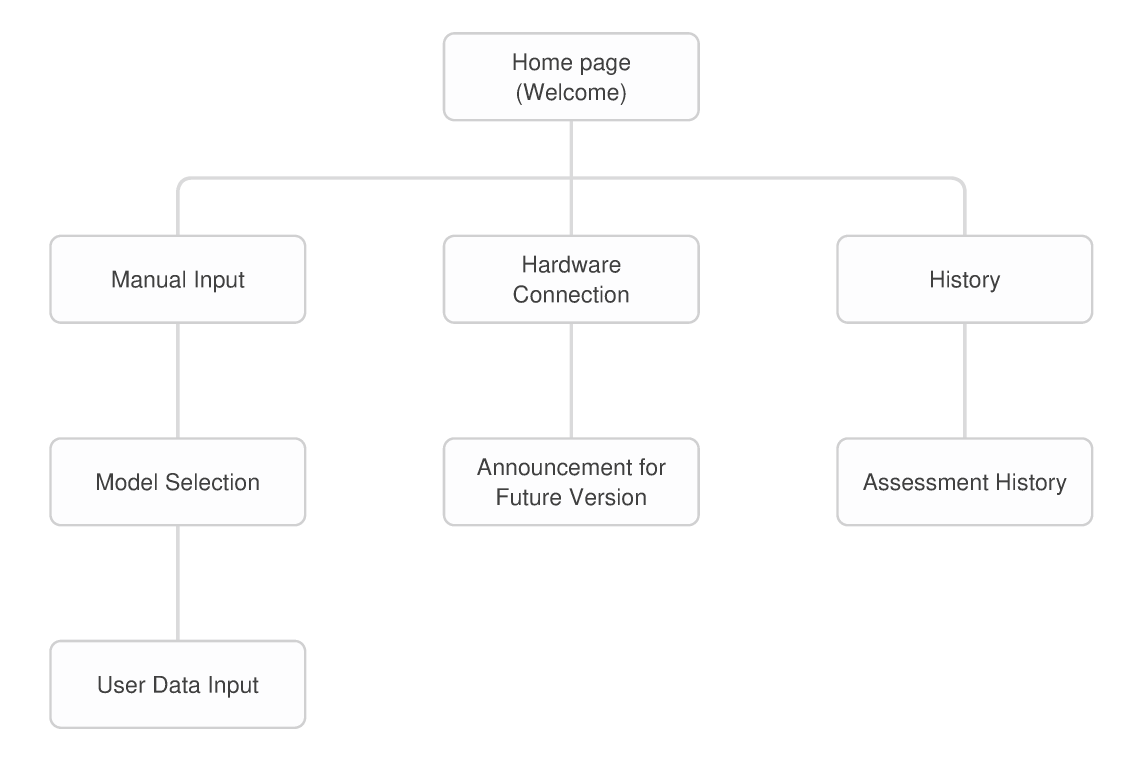 Home page
(Welcome)
Manual Input
Hardware
Connection
History
Model Selection
Announcement for
Future Version
Assessment History
User Data Input